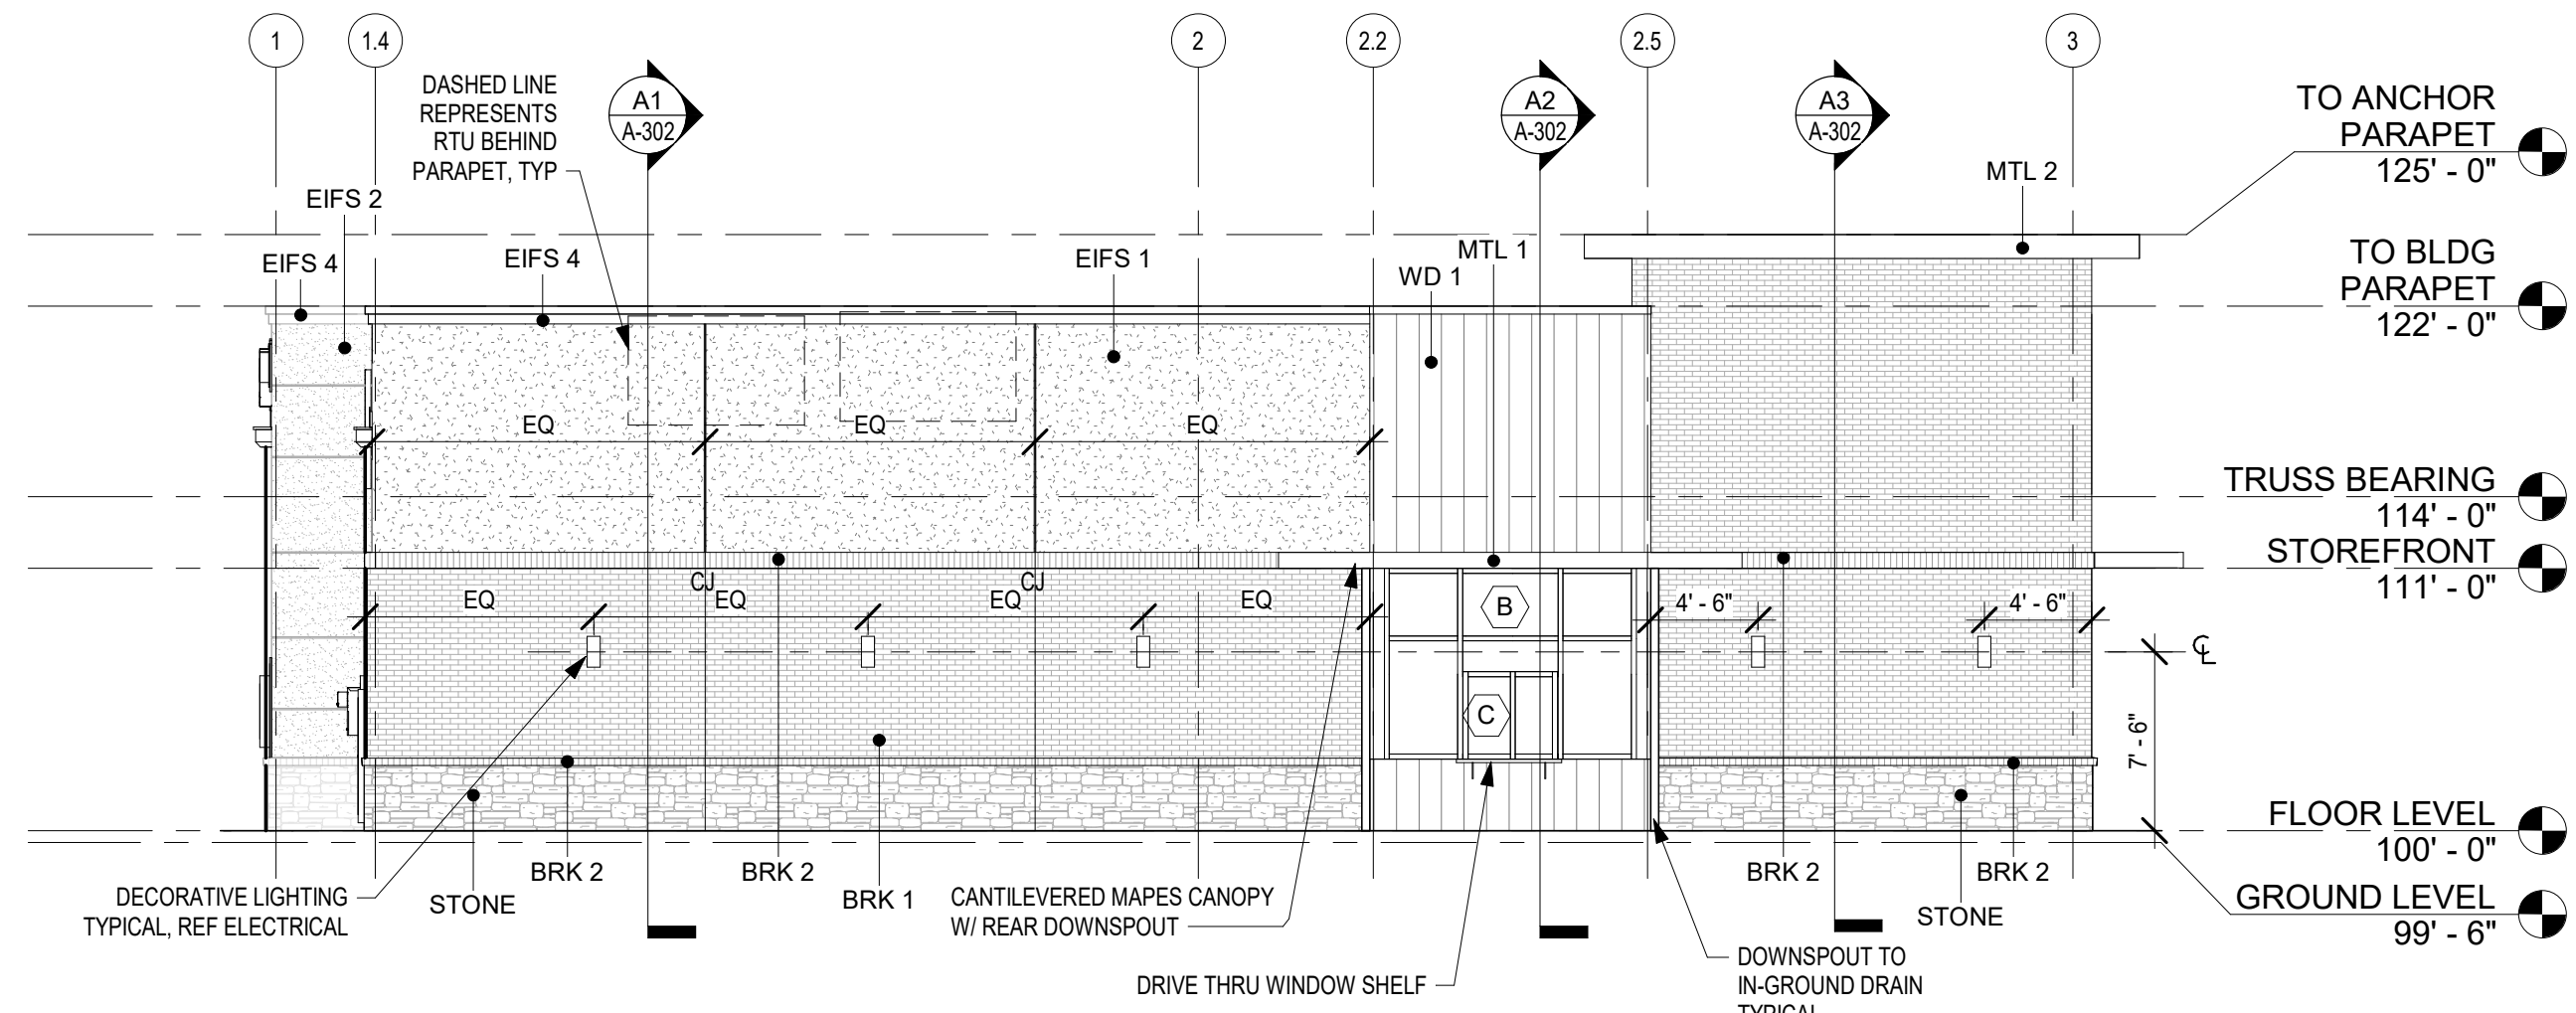 1
1.4
2
2.2
2.5
3
DASHED LINE
REPRESENTS
RTU BEHIND
PARAPET, TYP
A1
A-302
A2
A-302
A3
A-302
TO ANCHOR
PARAPET
125' - 0"
MTL 2
EIFS 2
EIFS 4
EIFS 4
EIFS 1
MTL 1
WD 1
TO BLDG
PARAPET
122' - 0"
EQ
EQ
EQ
TRUSS BEARING
114' - 0"
STOREFRONT
111' - 0"
CJ
CJ
EQ
EQ
EQ
EQ
B
4' - 6"
4' - 6"
CL
C
7' - 6"
FLOOR LEVEL
100' - 0"
BRK 2
BRK 2
BRK 1
BRK 2
BRK 2
STONE
STONE
DECORATIVE LIGHTING
TYPICAL, REF ELECTRICAL
CANTILEVERED MAPES CANOPY
W/ REAR DOWNSPOUT
GROUND LEVEL
99' - 6"
DRIVE THRU WINDOW SHELF
DOWNSPOUT TO
IN-GROUND DRAIN
TYPICAL